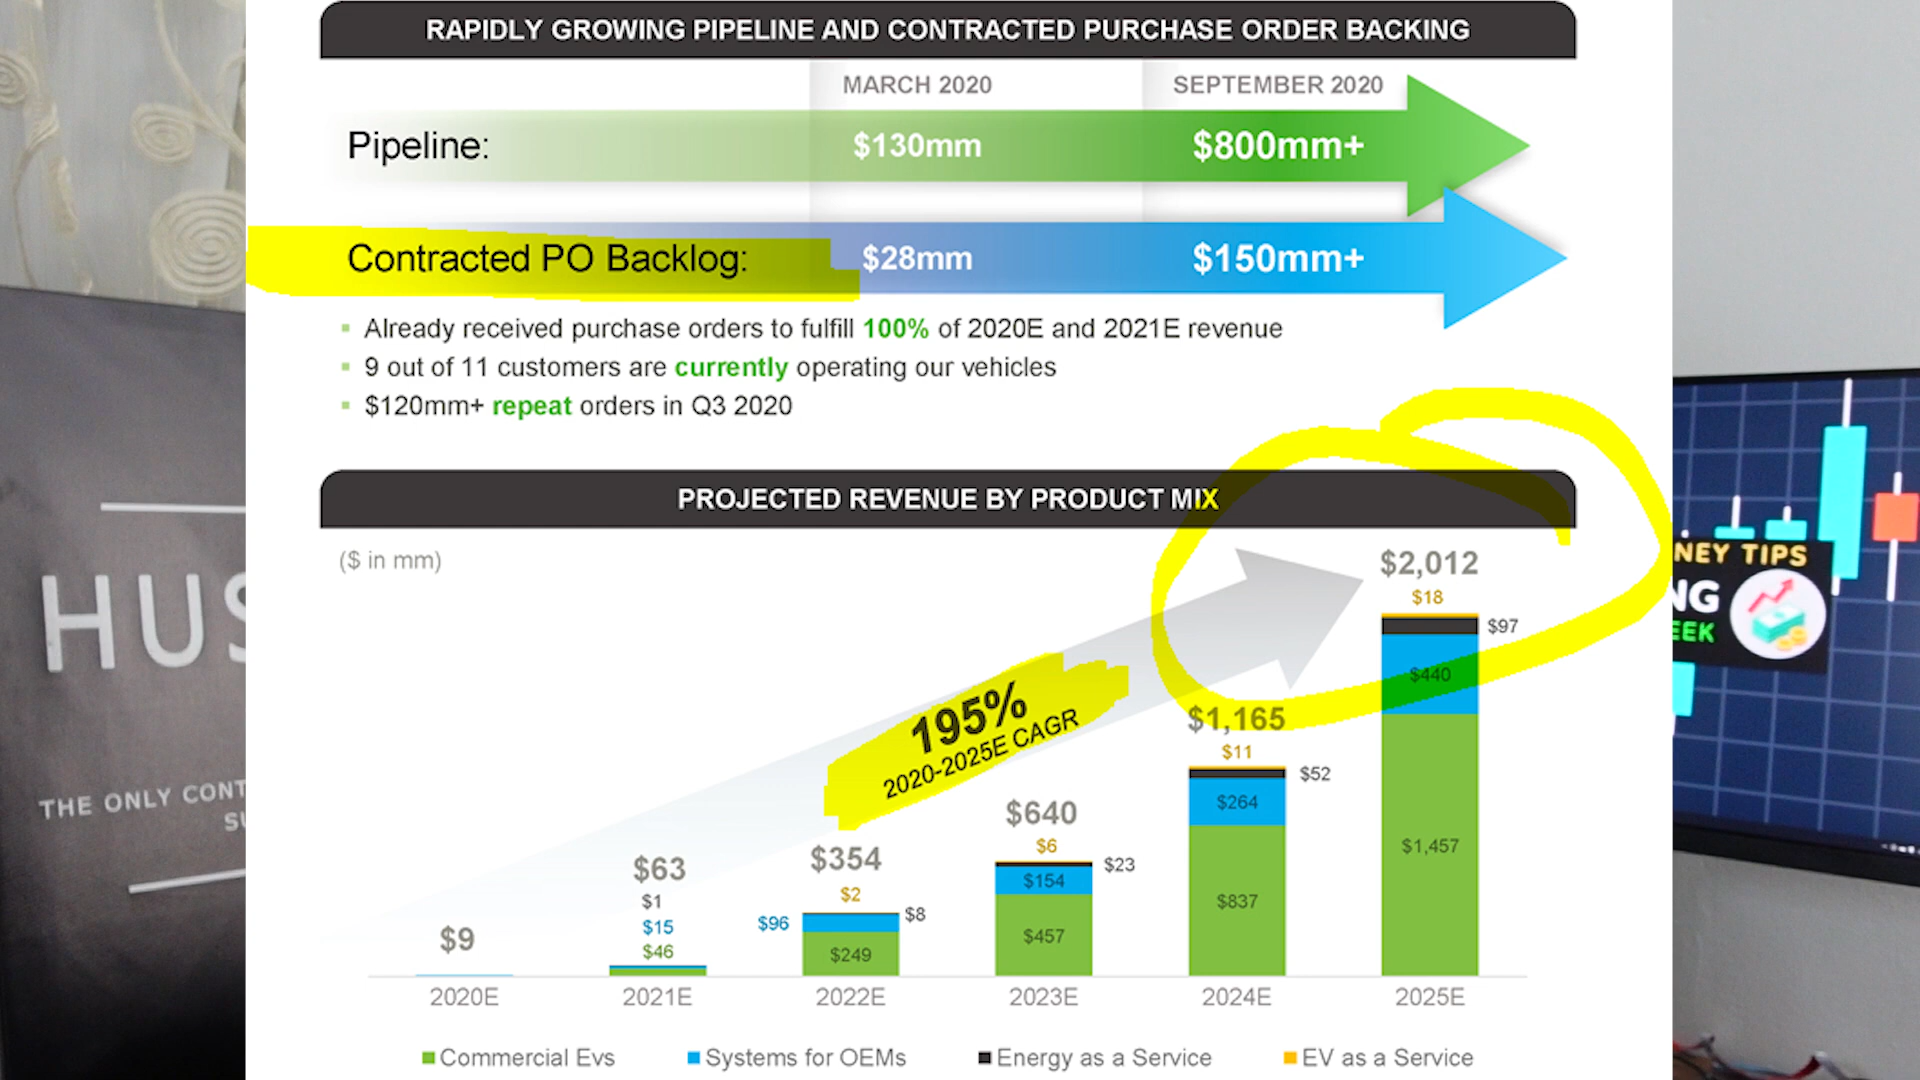 RAPIDLY GROWING PIPELINE AND CONTRACTED PURCHASE ORDER BACKING
MARCH 2020 SEPTEMBER 2020
Pipeline: $130mm $800mm+
Contracted PO Backlog: $28mm $150mm+
Already received purchase orders to fulfill 100% of 2020E and 2021E revenue
9 out of 11 customers are currently operating our vehicles
$120mm+ repeat orders in Q3 2020
PROJECTED REVENUE BY PRODUCT MIX
($ in mm)
195%
2020-2025E CAGR
$9
$63
$1
$15
$46
$354
$2
$96
$8
$249
$640
$6
$23
$154
$457
$1,165
$11
$52
$264
$837
$2,012
$18
$97
$440
$1,457
2020E 2021E 2022E 2023E 2024E 2025E
Commercial Evs Systems for OEMs Energy as a Service EV as a Service
HUS
THE ONLY CONT
SU
NEY TIPS
NG
EEK